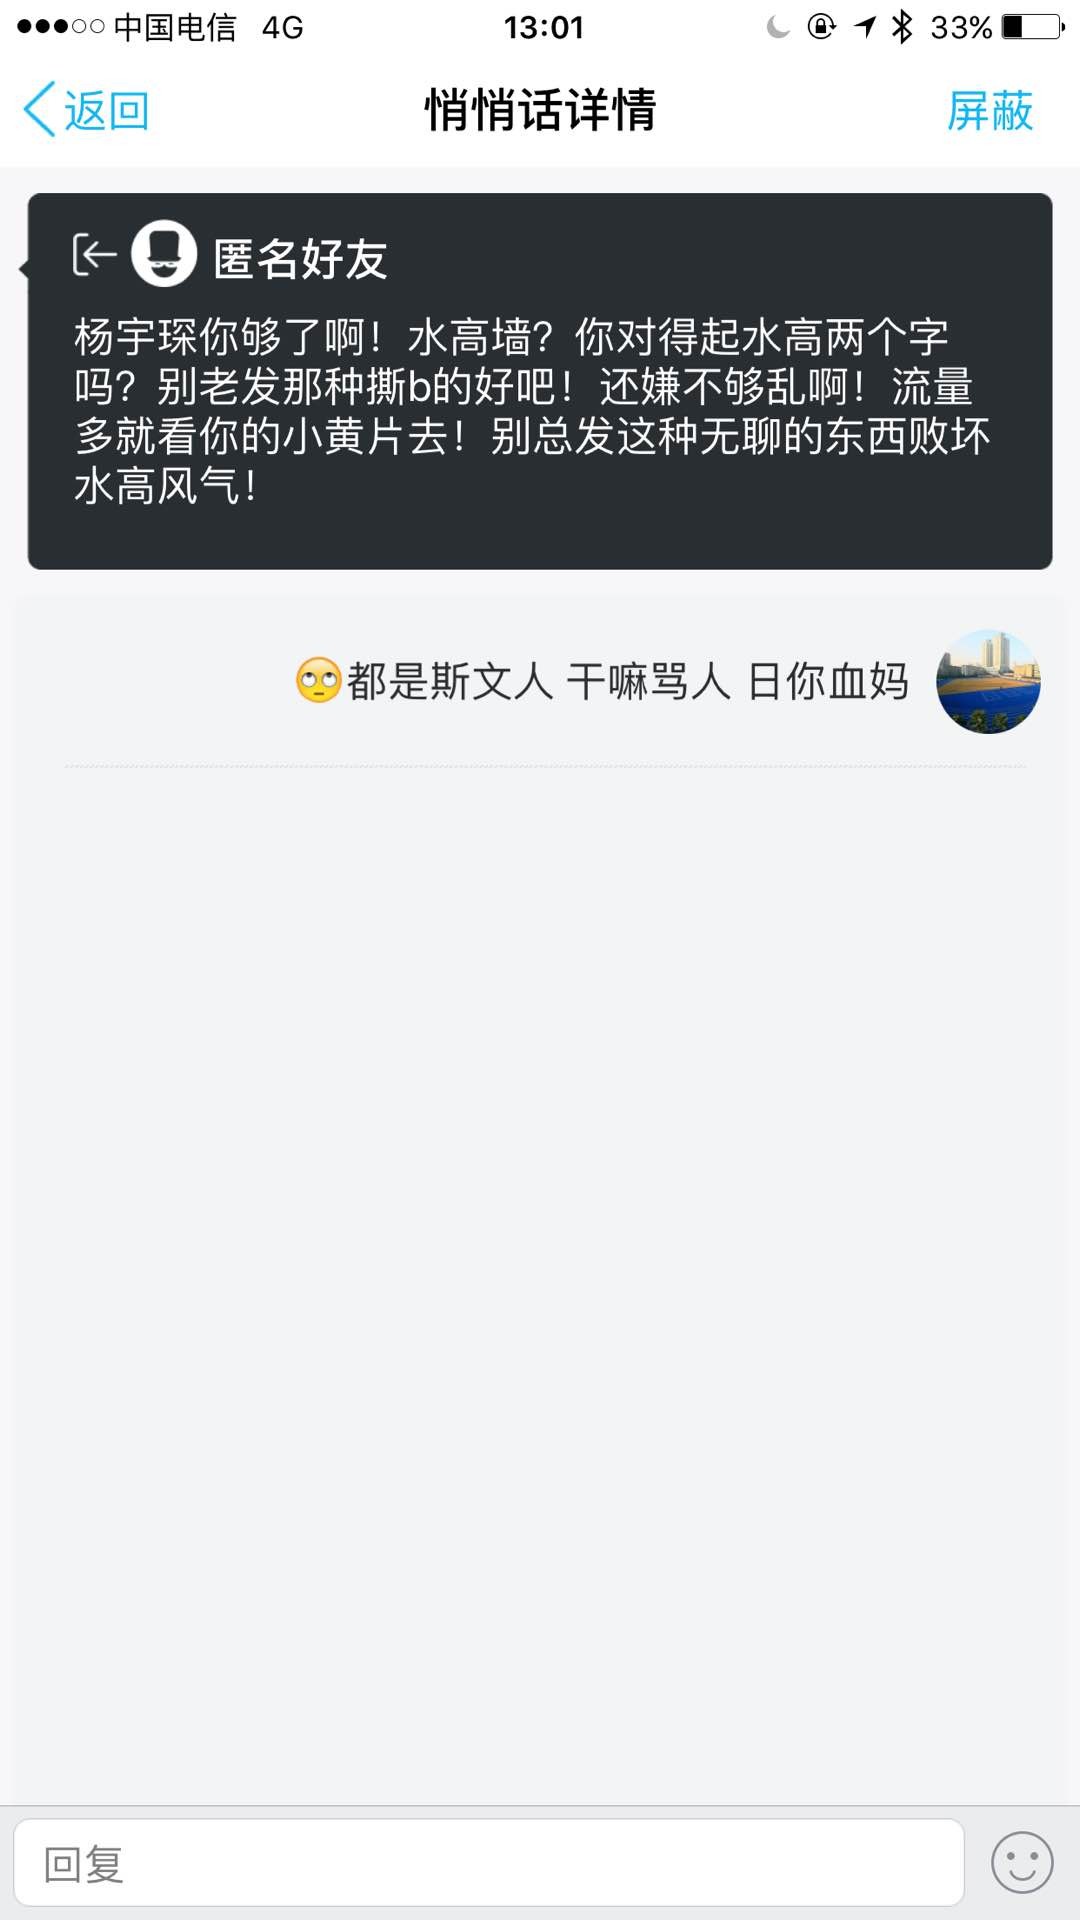 中国电信 4G 13:01 33%
返回 悄悄话详情 屏蔽
匿名好友
杨宇琛你够了啊！水高墙？你对得起水高两个字
吗？别老发那种撕b的好吧！还嫌不够乱啊！流量
多就看你的小黄片去！别总发这种无聊的东西败坏
水高风气！
🙄都是斯文人 干嘛骂人 日你血妈
回复